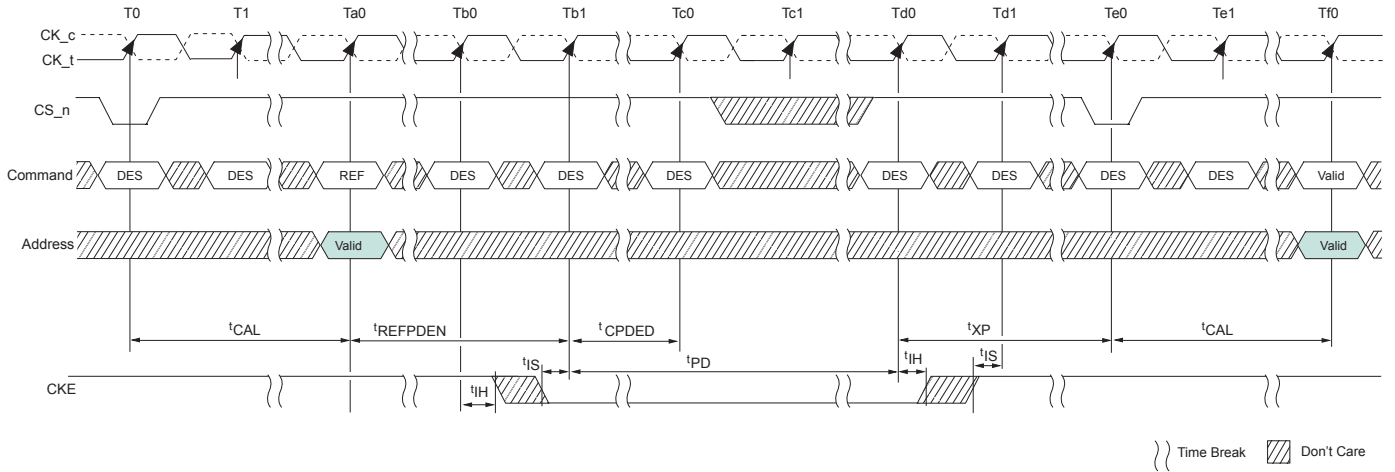 T0 T1 Ta0 Tb0 Tb1 Tc0 Tc1 Td0 Td1 Te0 Te1 Tf0
CK_c
CK_t
CS_n
Command DES DES REF DES DES DES DES DES DES DES Valid
Address Valid Valid
tCAL tREFPDEN tCPDED tXP tCAL
tIS tPD tIH tIS
CKE tIH
Time Break Don't Care